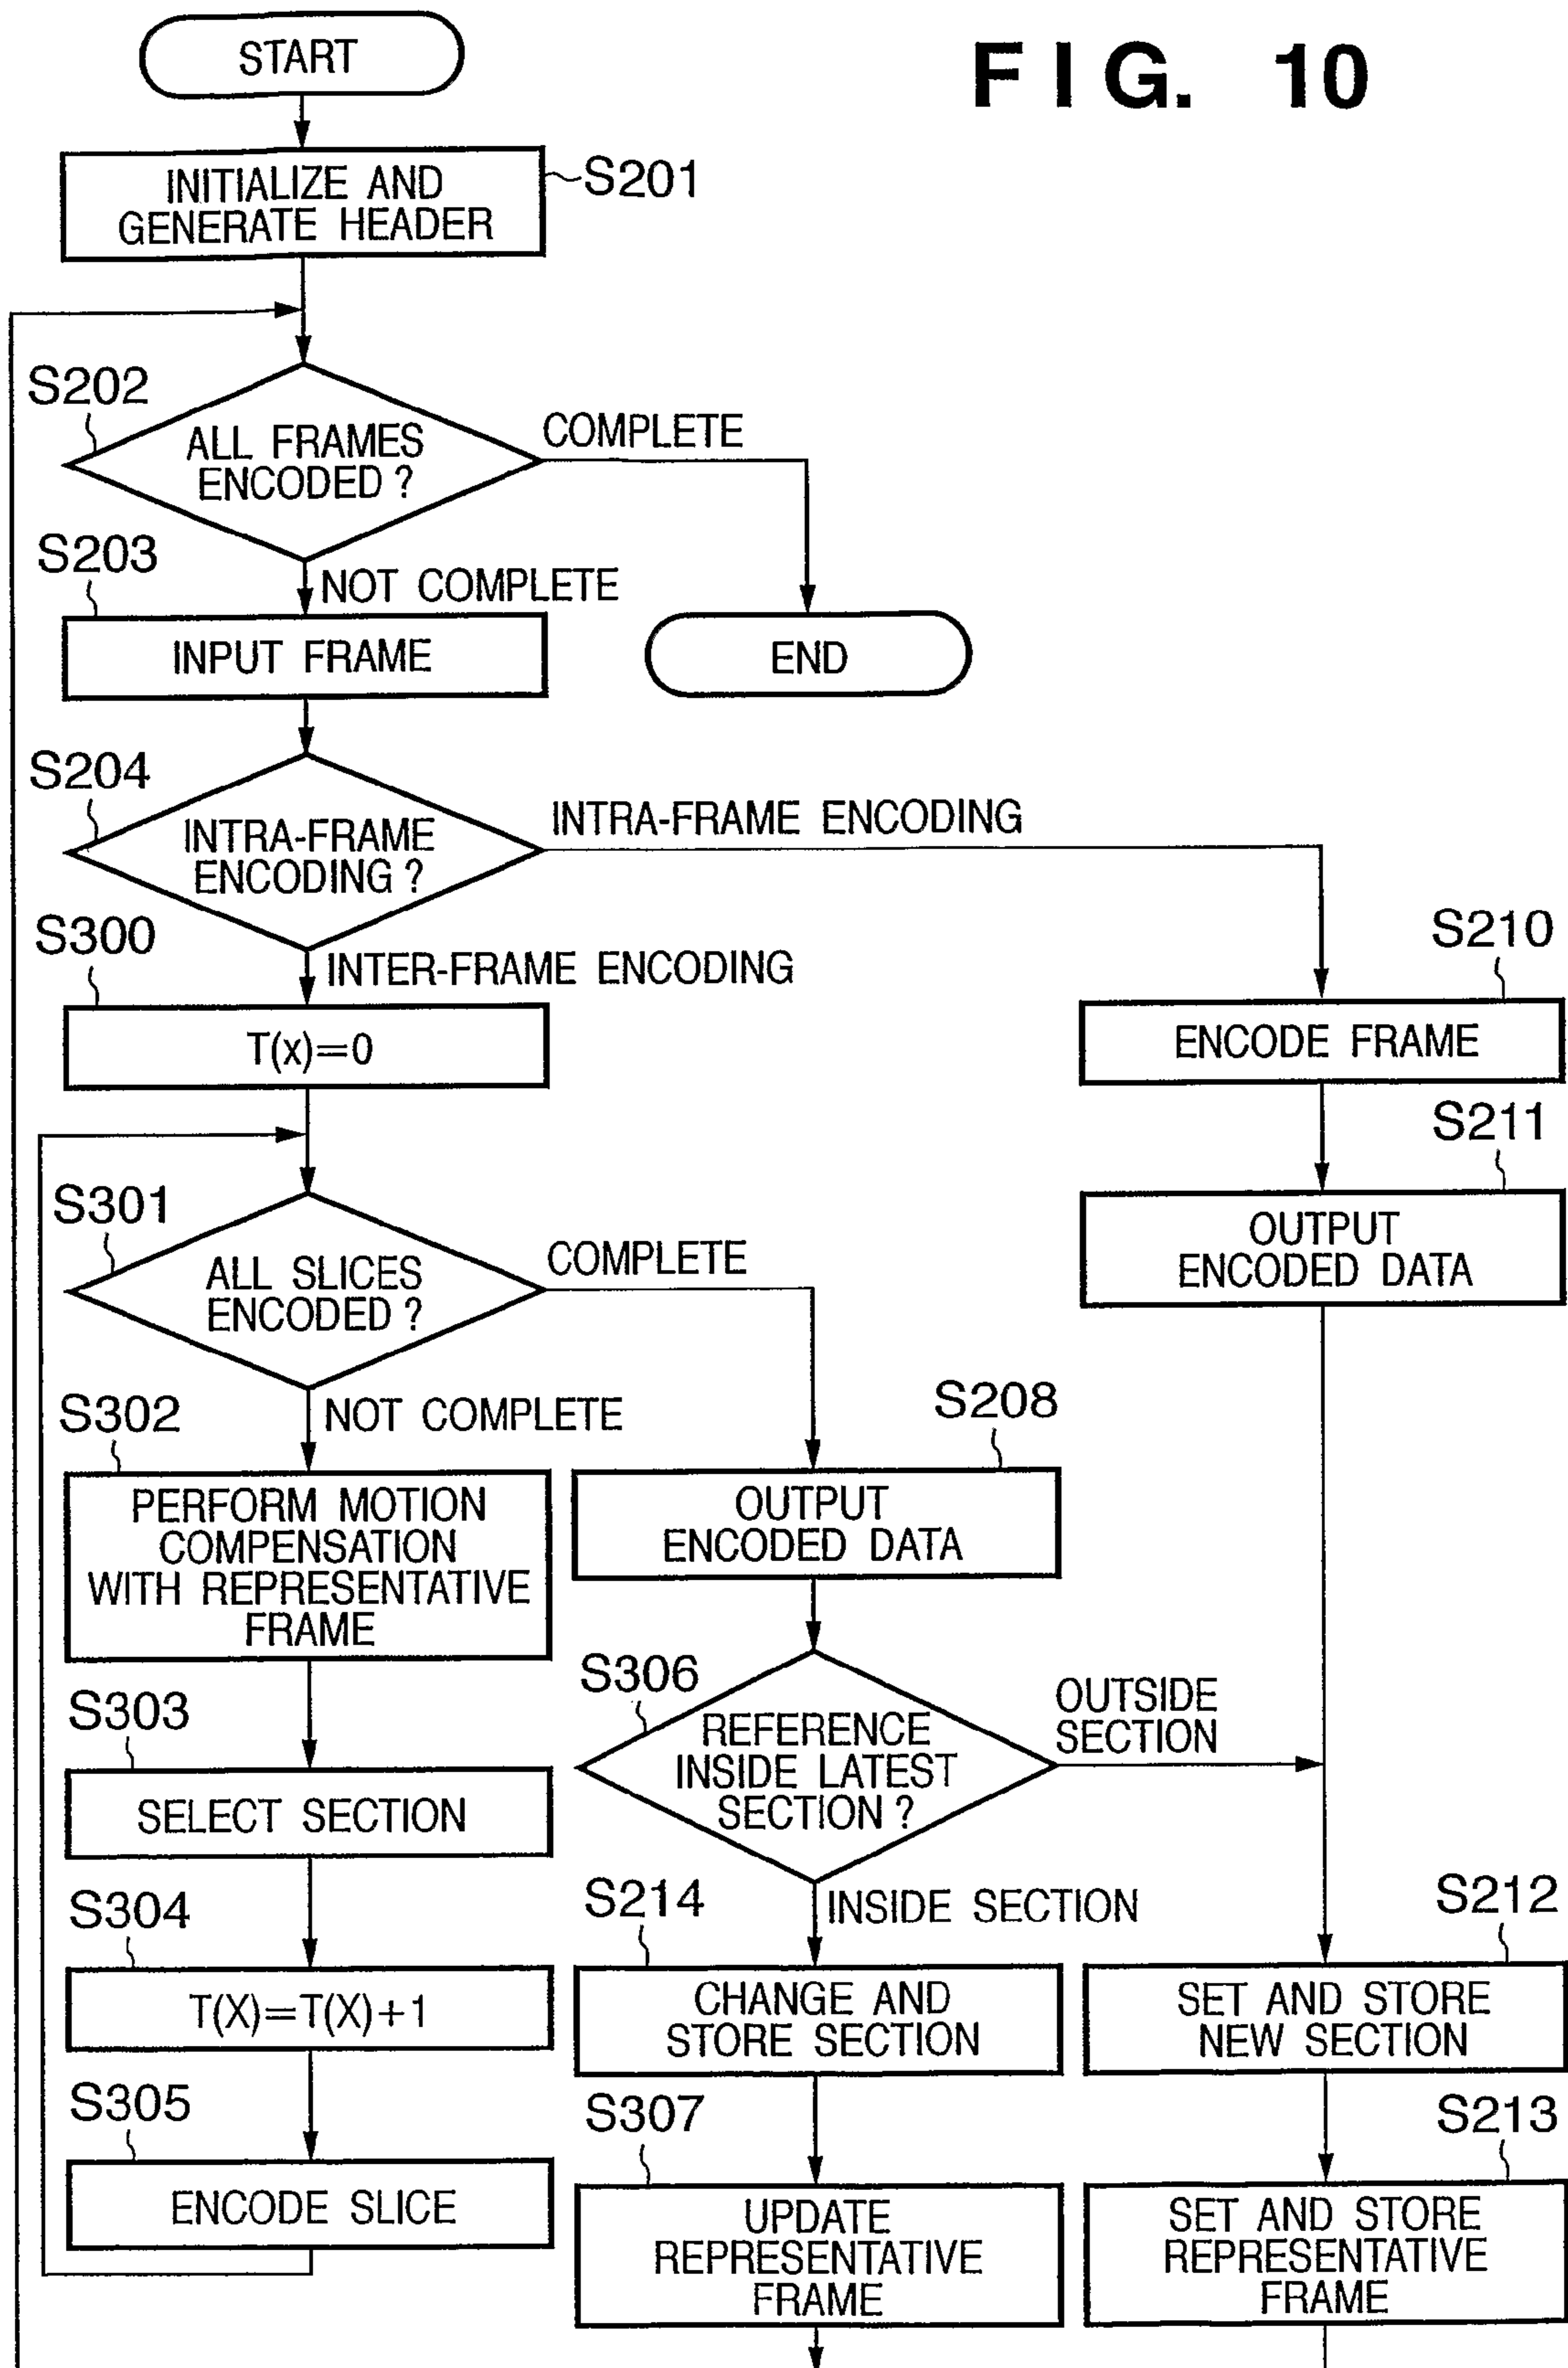 FIG. 10
START
INITIALIZE AND
GENERATE HEADER
S201
S202
ALL FRAMES
ENCODED ?
COMPLETE
S203
NOT COMPLETE
INPUT FRAME
END
S204
INTRA-FRAME
ENCODING ?
INTRA-FRAME ENCODING
S300
INTER-FRAME ENCODING
T(x)=0
S210
ENCODE FRAME
S211
OUTPUT
ENCODED DATA
S301
ALL SLICES
ENCODED ?
COMPLETE
S302
NOT COMPLETE
PERFORM MOTION
COMPENSATION
WITH REPRESENTATIVE
FRAME
S208
OUTPUT
ENCODED DATA
S303
SELECT SECTION
S306
REFERENCE
INSIDE LATEST
SECTION ?
OUTSIDE
SECTION
S304
T(X)=T(X)+1
S214
INSIDE SECTION
CHANGE AND
STORE SECTION
S212
SET AND STORE
NEW SECTION
S305
ENCODE SLICE
S307
UPDATE
REPRESENTATIVE
FRAME
S213
SET AND STORE
REPRESENTATIVE
FRAME